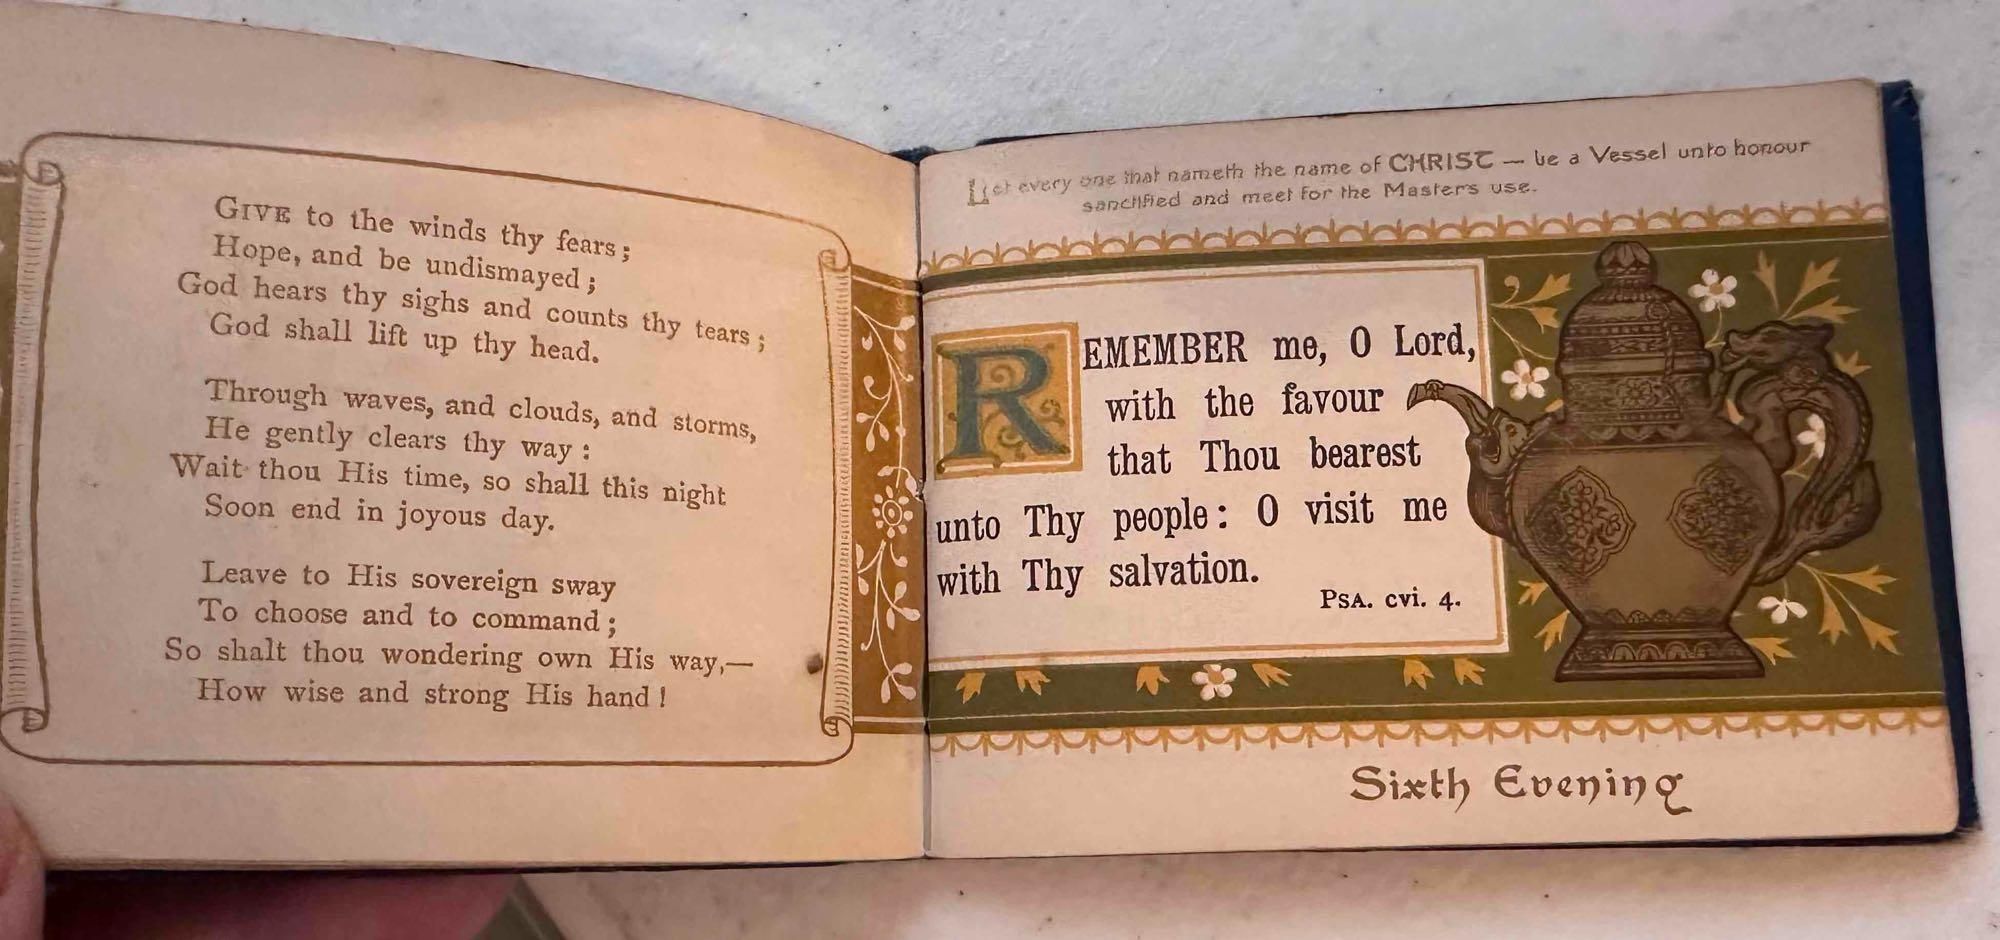 GIVE to the winds thy fears;
Hope, and be undismayed;
God hears thy sighs and counts thy tears;
God shall lift up thy head.
Through waves, and clouds, and storms,
He gently clears thy way:
Wait thou His time, so shall this night
Soon end in joyous day.
Leave to His sovereign sway
To choose and to command;
So shalt thou wondering own His way,—
How wise and strong His hand!
Let every one that nameth the name of CHRIST — be a Vessel unto honour
sanctified and meet for the Masters use.
REMEMBER me, O Lord,
with the favour
that Thou bearest
unto Thy people: O visit me
with Thy salvation.
PSA. cvi. 4.
Sixth Evening